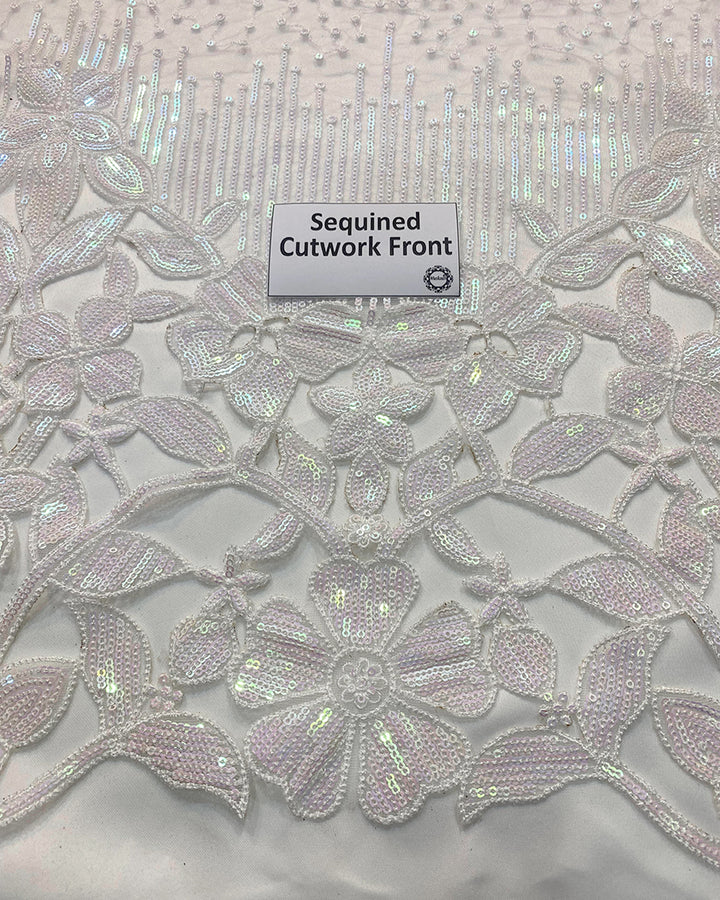 Sequined
Cutwork Front